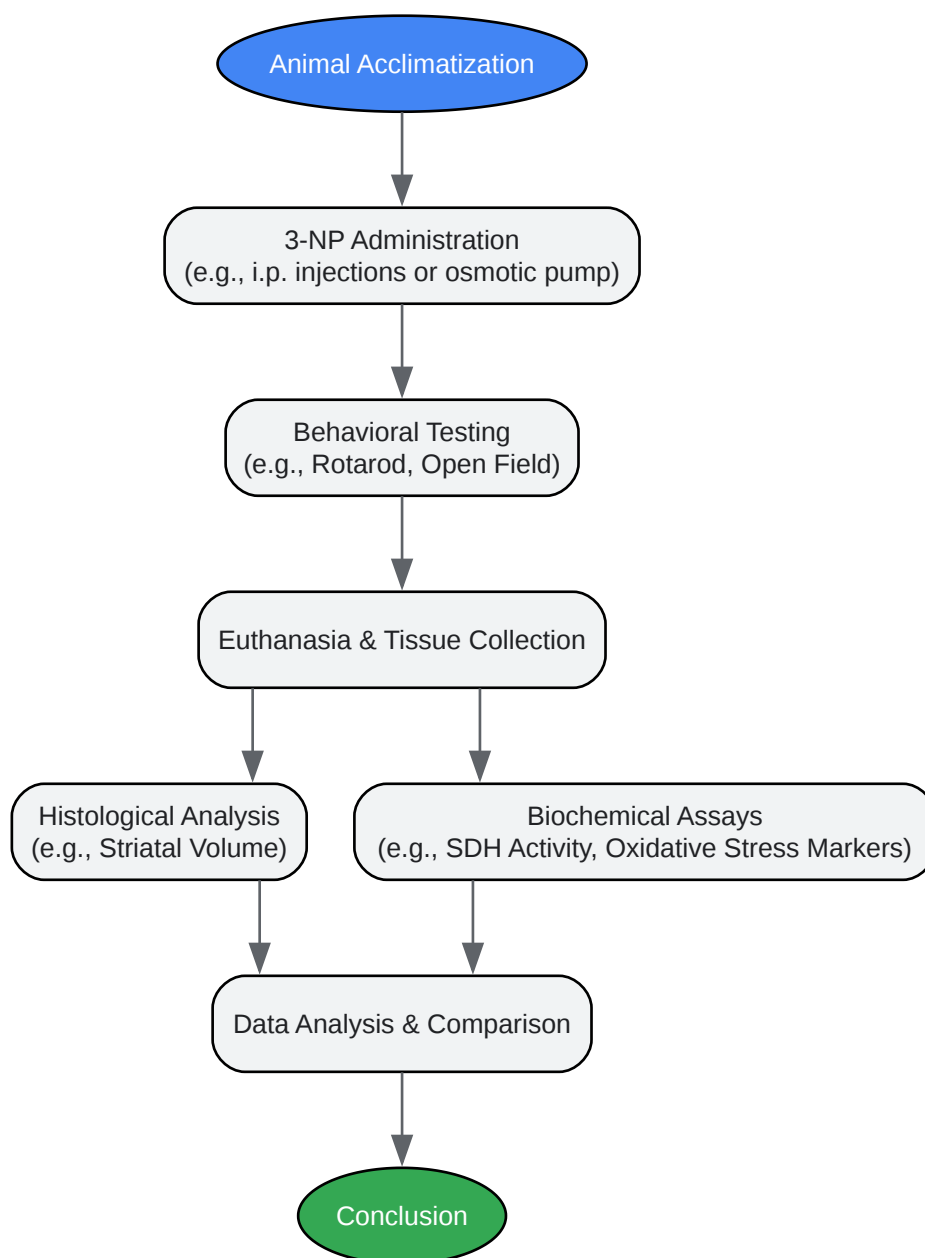 Animal Acclimatization
3-NP Administration
(e.g., i.p. injections or osmotic pump)
Behavioral Testing
(e.g., Rotarod, Open Field)
Euthanasia & Tissue Collection
Histological Analysis
(e.g., Striatal Volume)
Biochemical Assays
(e.g., SDH Activity, Oxidative Stress Markers)
Data Analysis & Comparison
Conclusion